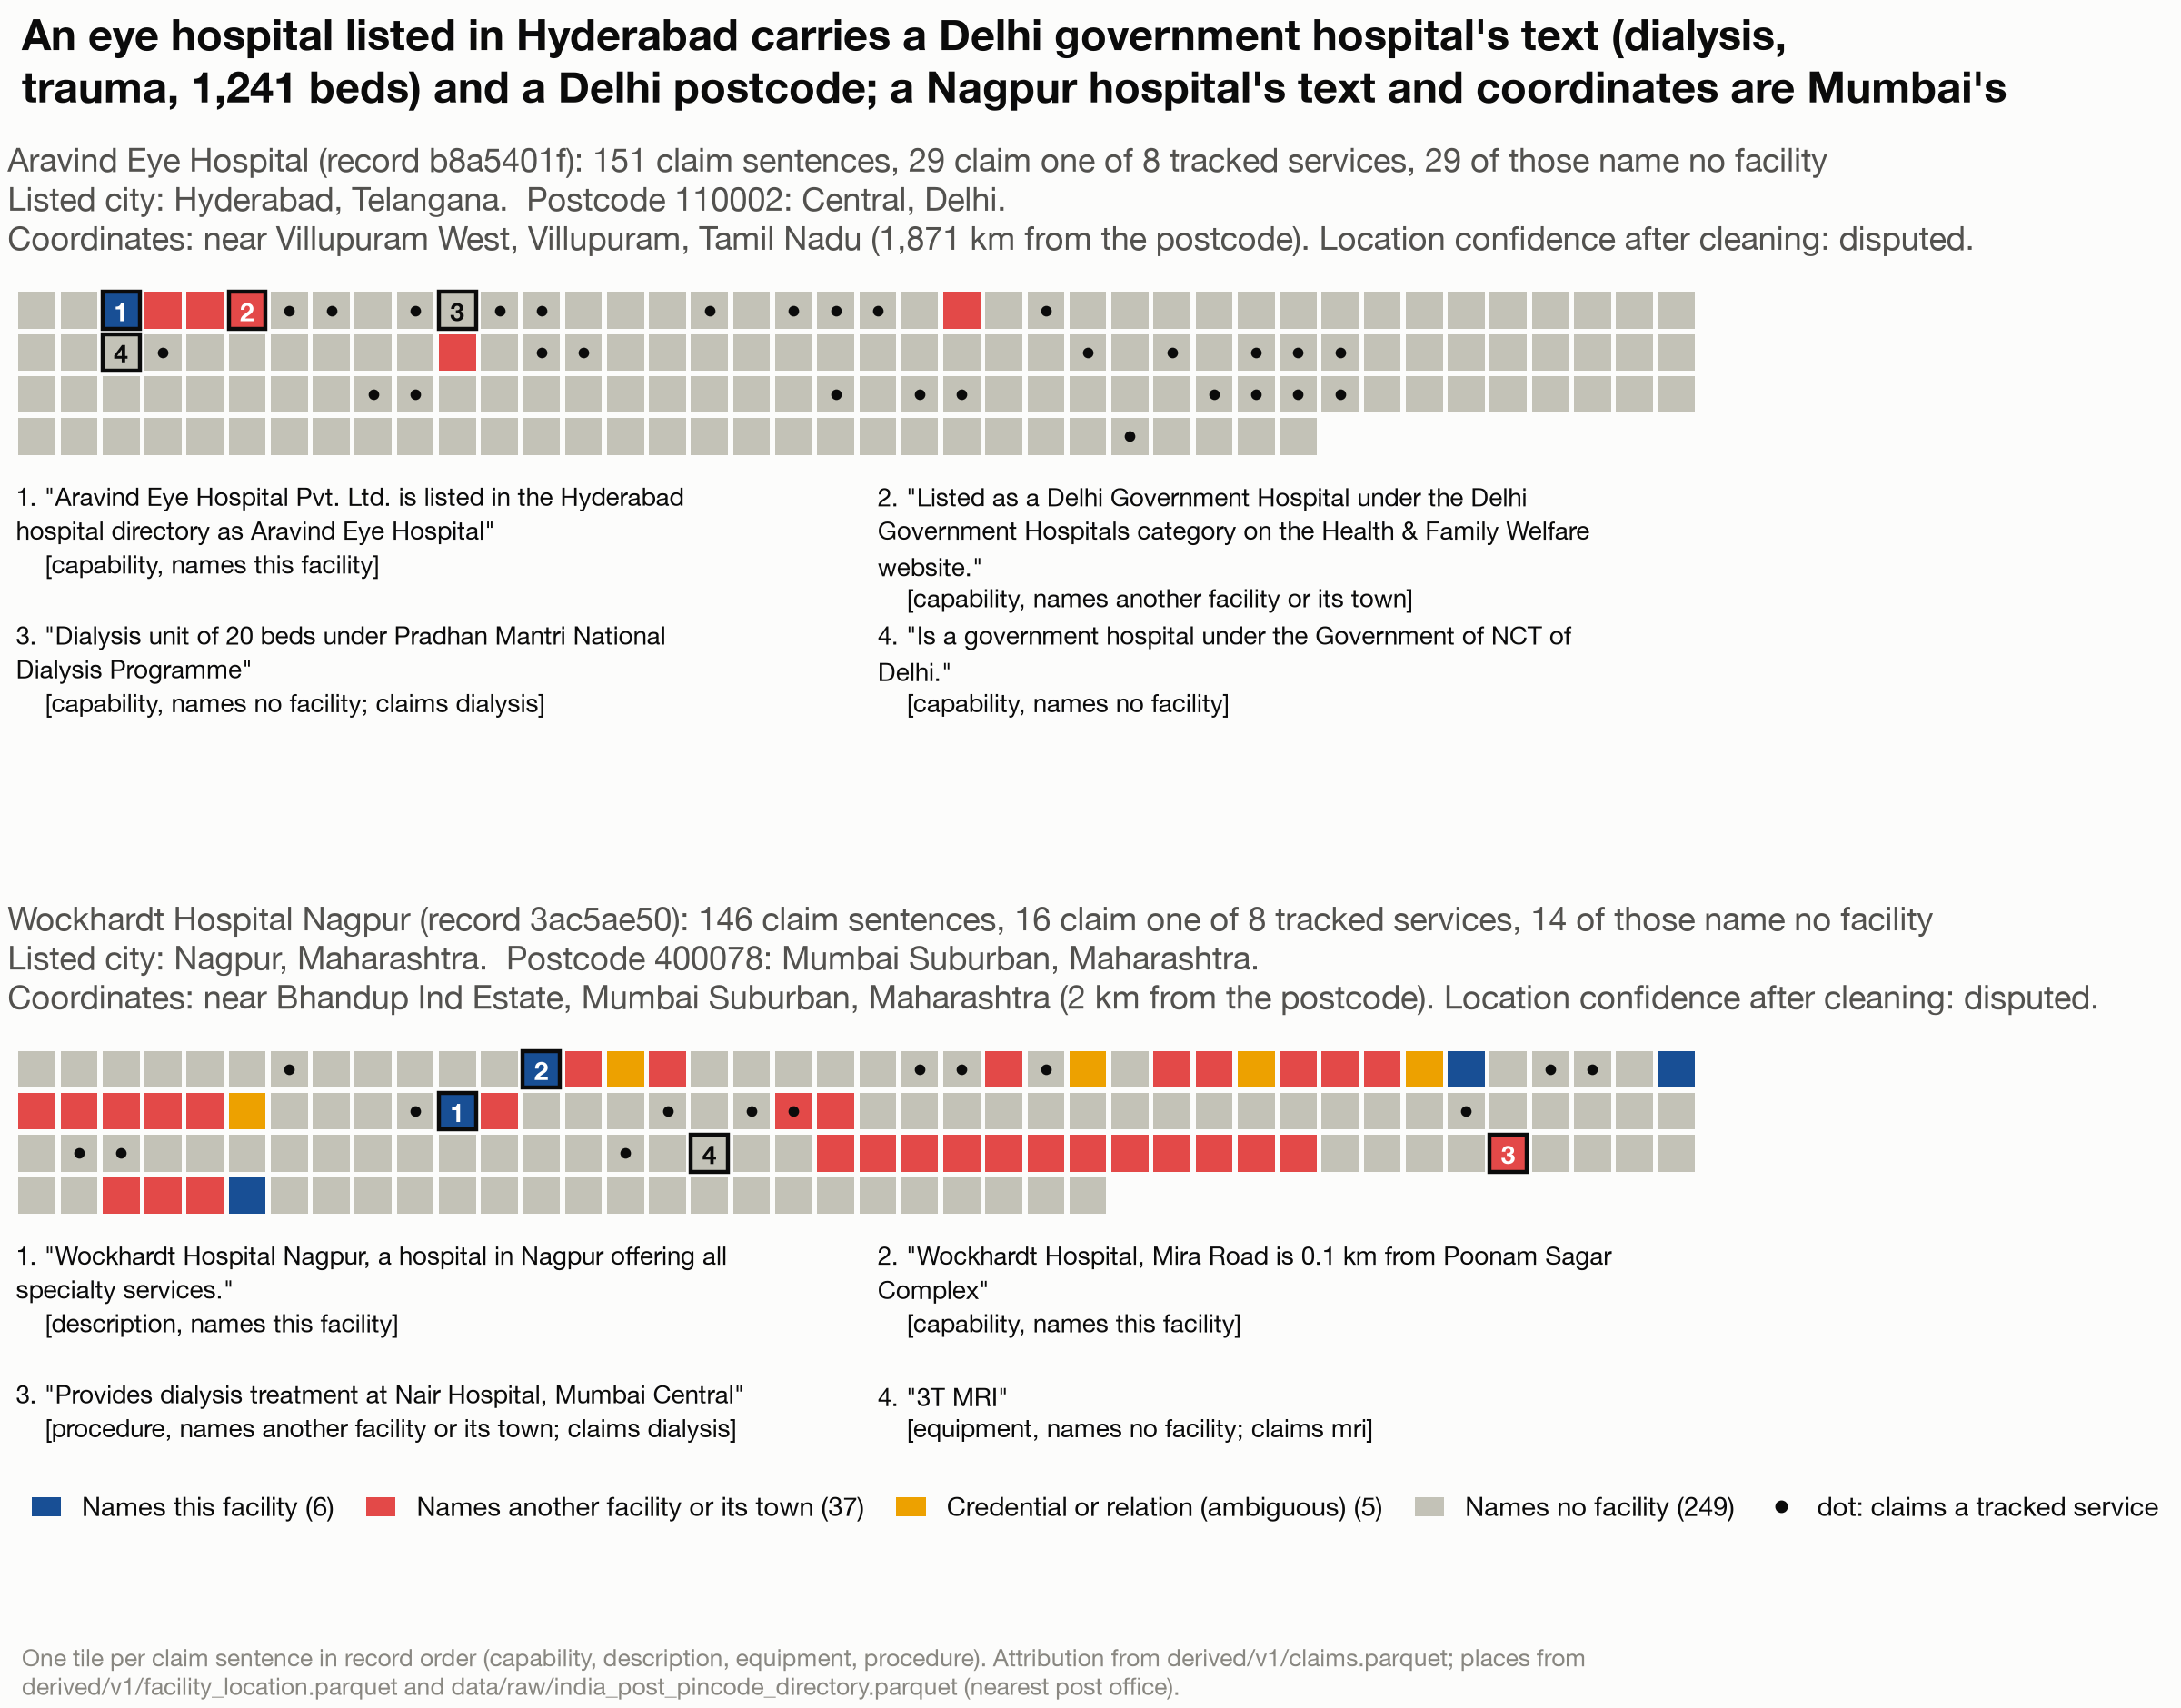 An eye hospital listed in Hyderabad carries a Delhi government hospital's text (dialysis,
trauma, 1,241 beds) and a Delhi postcode; a Nagpur hospital's text and coordinates are Mumbai's
Aravind Eye Hospital (record b8a5401f): 151 claim sentences, 29 claim one of 8 tracked services, 29 of those name no facility
Listed city: Hyderabad, Telangana.  Postcode 110002: Central, Delhi.
Coordinates: near Villupuram West, Villupuram, Tamil Nadu (1,871 km from the postcode). Location confidence after cleaning: disputed.
1 2 3
4
1. "Aravind Eye Hospital Pvt. Ltd. is listed in the Hyderabad
hospital directory as Aravind Eye Hospital"
[capability, names this facility]
2. "Listed as a Delhi Government Hospital under the Delhi
Government Hospitals category on the Health & Family Welfare
website."
[capability, names another facility or its town]
3. "Dialysis unit of 20 beds under Pradhan Mantri National
Dialysis Programme"
[capability, names no facility; claims dialysis]
4. "Is a government hospital under the Government of NCT of
Delhi."
[capability, names no facility]
Wockhardt Hospital Nagpur (record 3ac5ae50): 146 claim sentences, 16 claim one of 8 tracked services, 14 of those name no facility
Listed city: Nagpur, Maharashtra.  Postcode 400078: Mumbai Suburban, Maharashtra.
Coordinates: near Bhandup Ind Estate, Mumbai Suburban, Maharashtra (2 km from the postcode). Location confidence after cleaning: disputed.
2
1
4 3
1. "Wockhardt Hospital Nagpur, a hospital in Nagpur offering all
specialty services."
[description, names this facility]
2. "Wockhardt Hospital, Mira Road is 0.1 km from Poonam Sagar
Complex"
[capability, names this facility]
3. "Provides dialysis treatment at Nair Hospital, Mumbai Central"
[procedure, names another facility or its town; claims dialysis]
4. "3T MRI"
[equipment, names no facility; claims mri]
Names this facility (6) Names another facility or its town (37) Credential or relation (ambiguous) (5) Names no facility (249) dot: claims a tracked service
One tile per claim sentence in record order (capability, description, equipment, procedure). Attribution from derived/v1/claims.parquet; places from
derived/v1/facility_location.parquet and data/raw/india_post_pincode_directory.parquet (nearest post office).